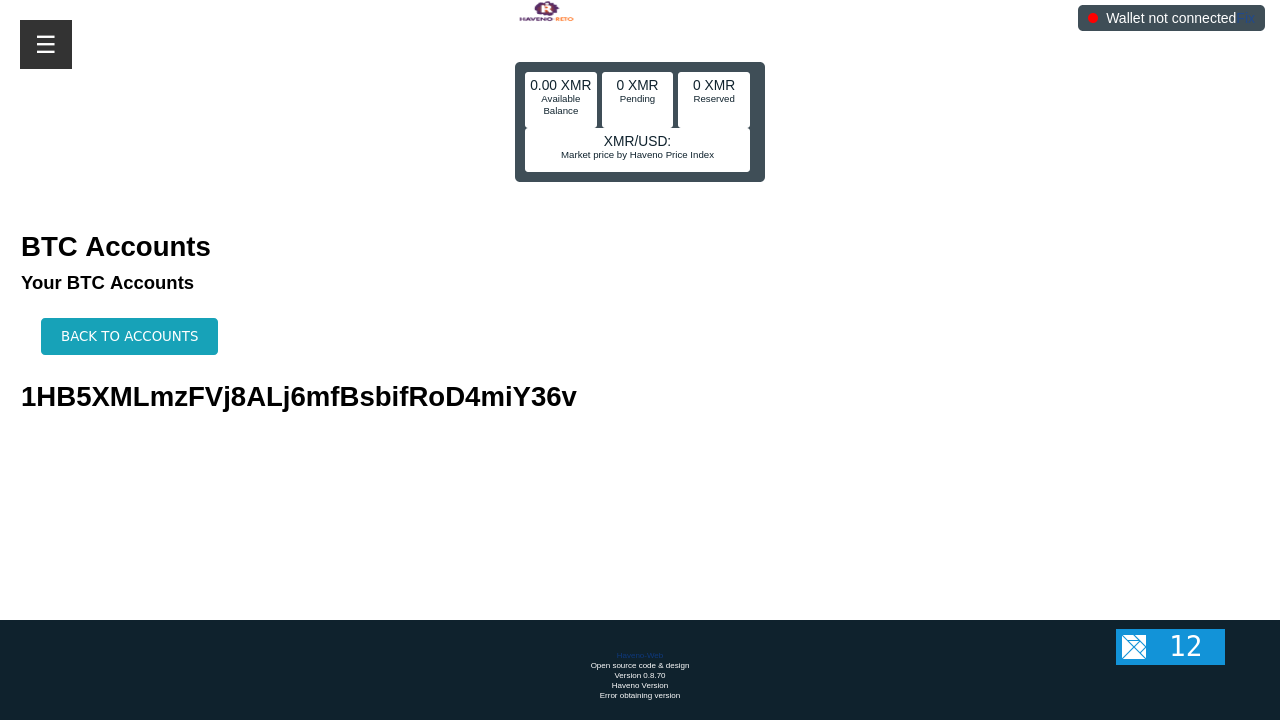 HAVENO-RETO
☰
Wallet not connected
0.00 XMR
Available
Balance
0 XMR
Pending
0 XMR
Reserved
XMR/USD:
Market price by Haveno Price Index
BTC Accounts
Your BTC Accounts
BACK TO ACCOUNTS
1HB5XMLmzFVj8ALj6mfBsbifRoD4miY36v
Haveno Web
Open source code & design
Version 0.8.70
Haveno Version
Error obtaining version
12